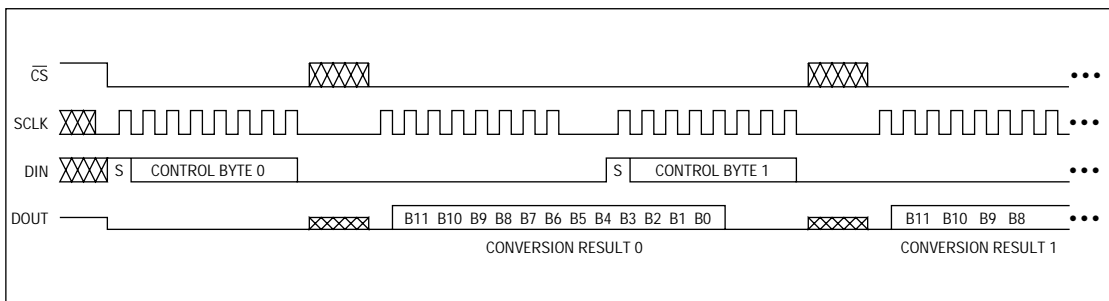 CS
SCLK
DIN S CONTROL BYTE 0 S CONTROL BYTE 1
DOUT B11 B10 B9 B8 B7 B6 B5 B4 B3 B2 B1 B0 B11 B10 B9 B8
CONVERSION RESULT 0 CONVERSION RESULT 1